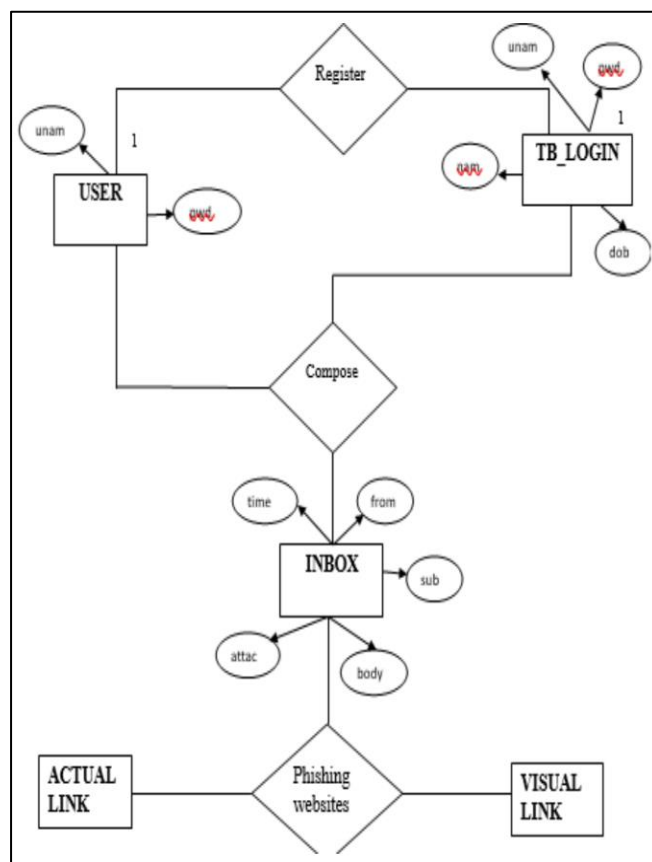 unam
Register
pwd
1
unam
1
TB_LOGIN
nam
USER
pwd
dob
Compose
time
from
INBOX
sub
attac
body
ACTUAL
LINK
Phishing
websites
VISUAL
LINK